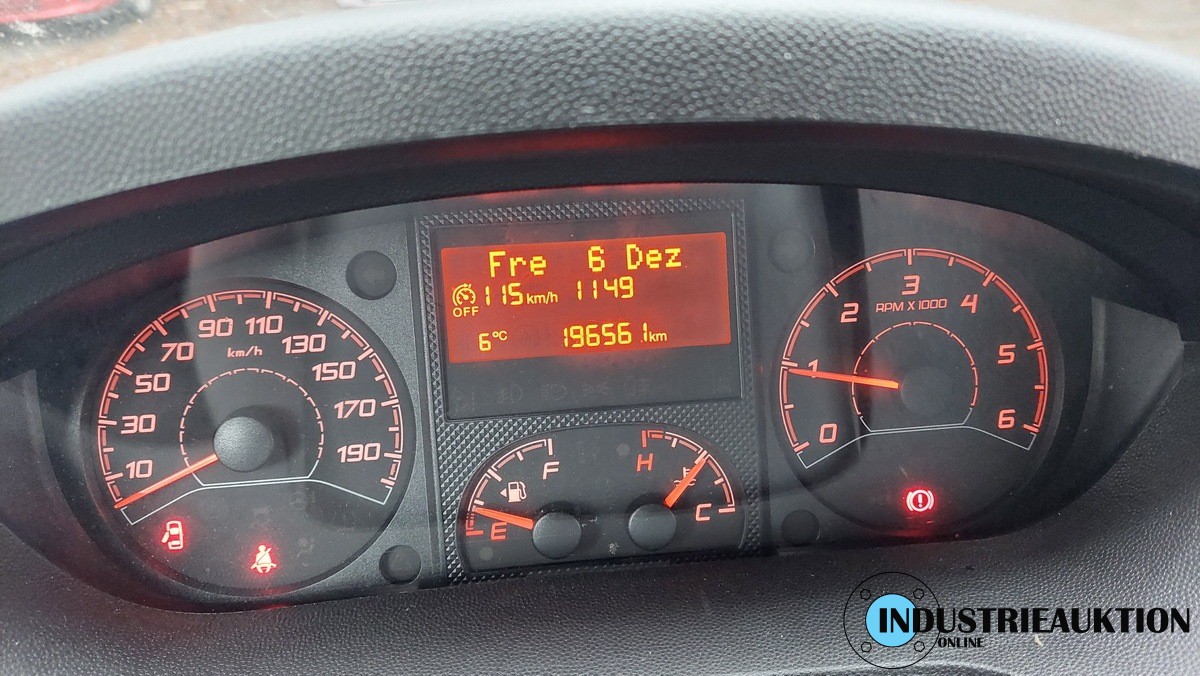 Fre 6 Dez
115 km/h 1149
OFF
6°C 196561 km
10
30
50
70
90
110
130
150
170
190
km/h
F
E
H
C
0
1
2
3
4
5
6
RPM X 1000
INDUSTRIEAUKTION
ONLINE